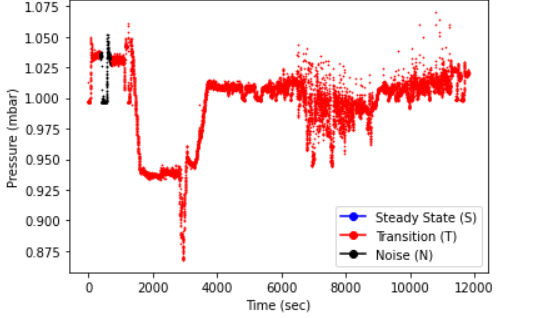 1.075
1.050
1.025
1.000
0.975
0.950
0.925
0.900
0.875
Pressure (mbar)
0 2000 4000 6000 8000 10000 12000
Time (sec)
Steady State (S)
Transition (T)
Noise (N)